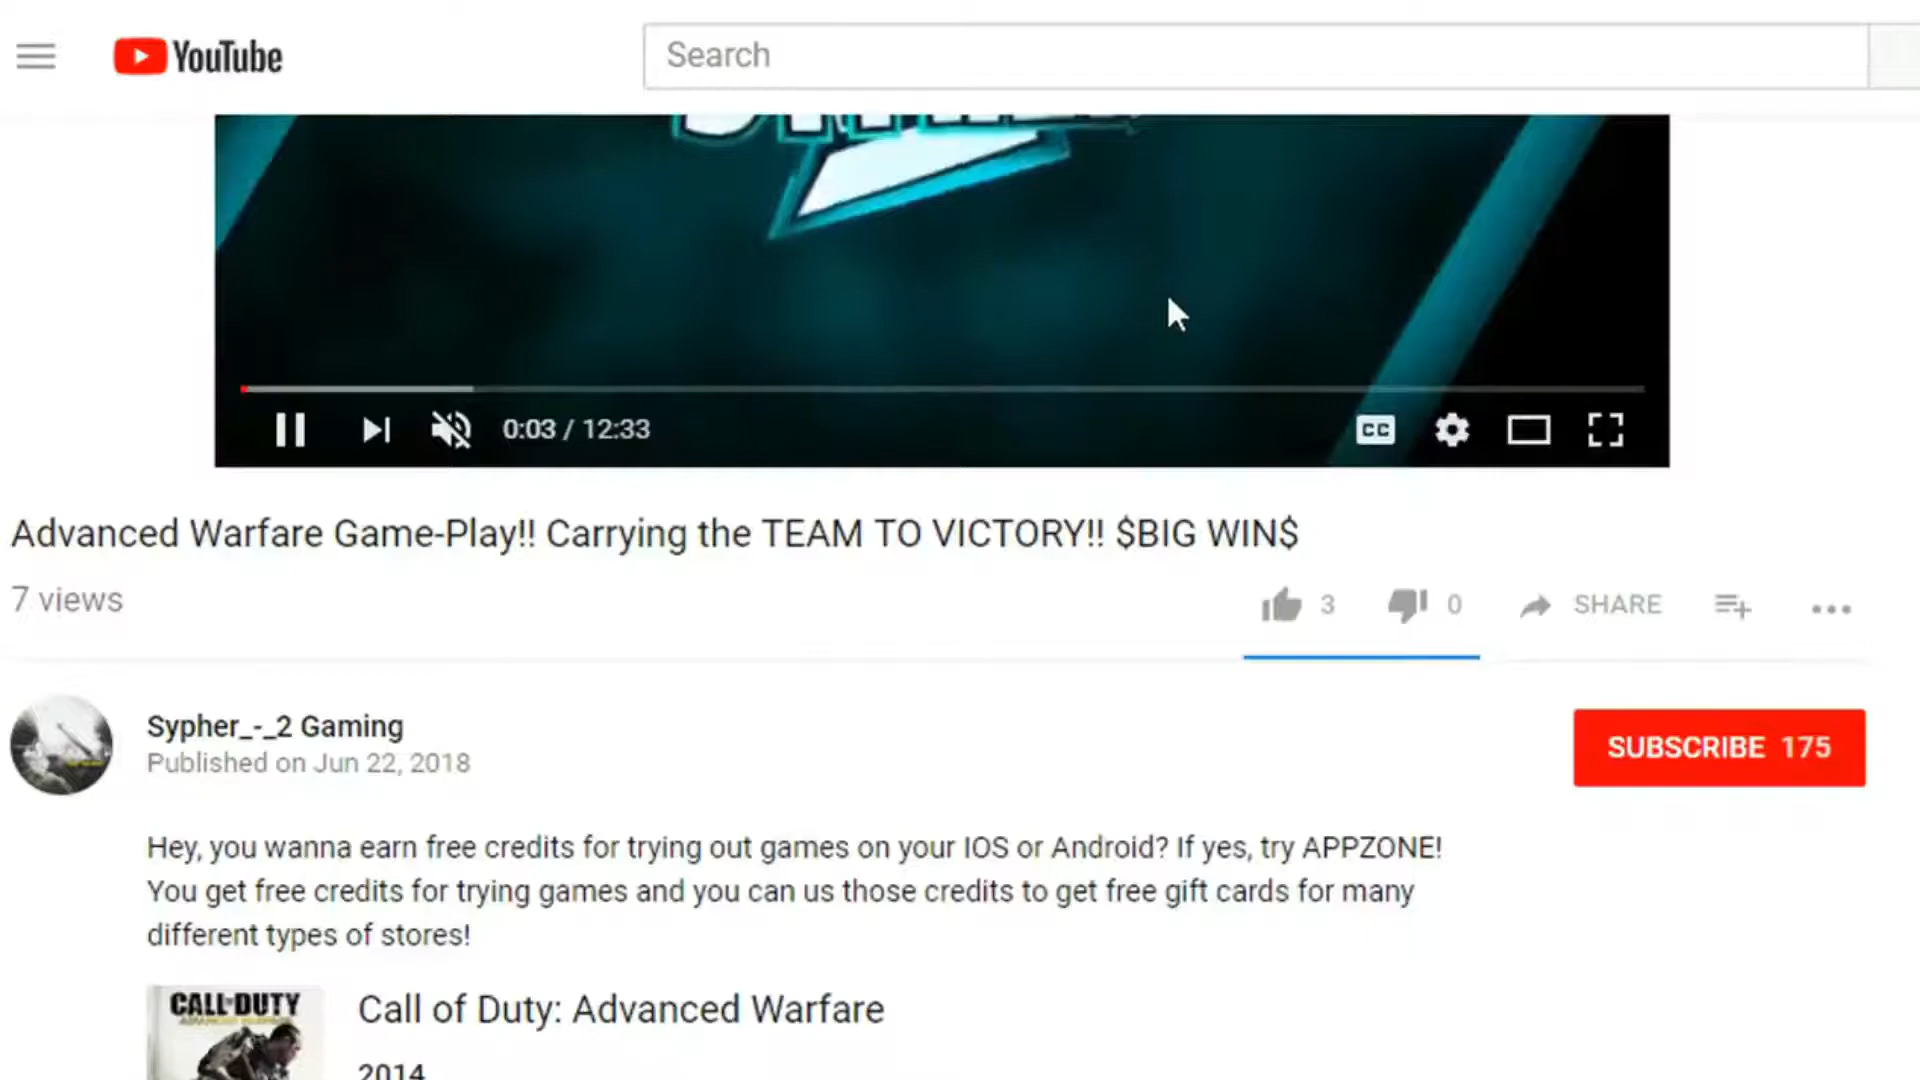 YouTube
Search
0:03 / 12:33
CC
Advanced Warfare Game-Play!! Carrying the TEAM TO VICTORY!! $BIG WIN$
7 views
3
0
SHARE
Sypher_-_2 Gaming
Published on Jun 22, 2018
SUBSCRIBE 175
Hey, you wanna earn free credits for trying out games on your IOS or Android? If yes, try APPZONE!
You get free credits for trying games and you can us those credits to get free gift cards for many
different types of stores!
CALL OF DUTY
ADVANCED WARFARE
Call of Duty: Advanced Warfare
2014